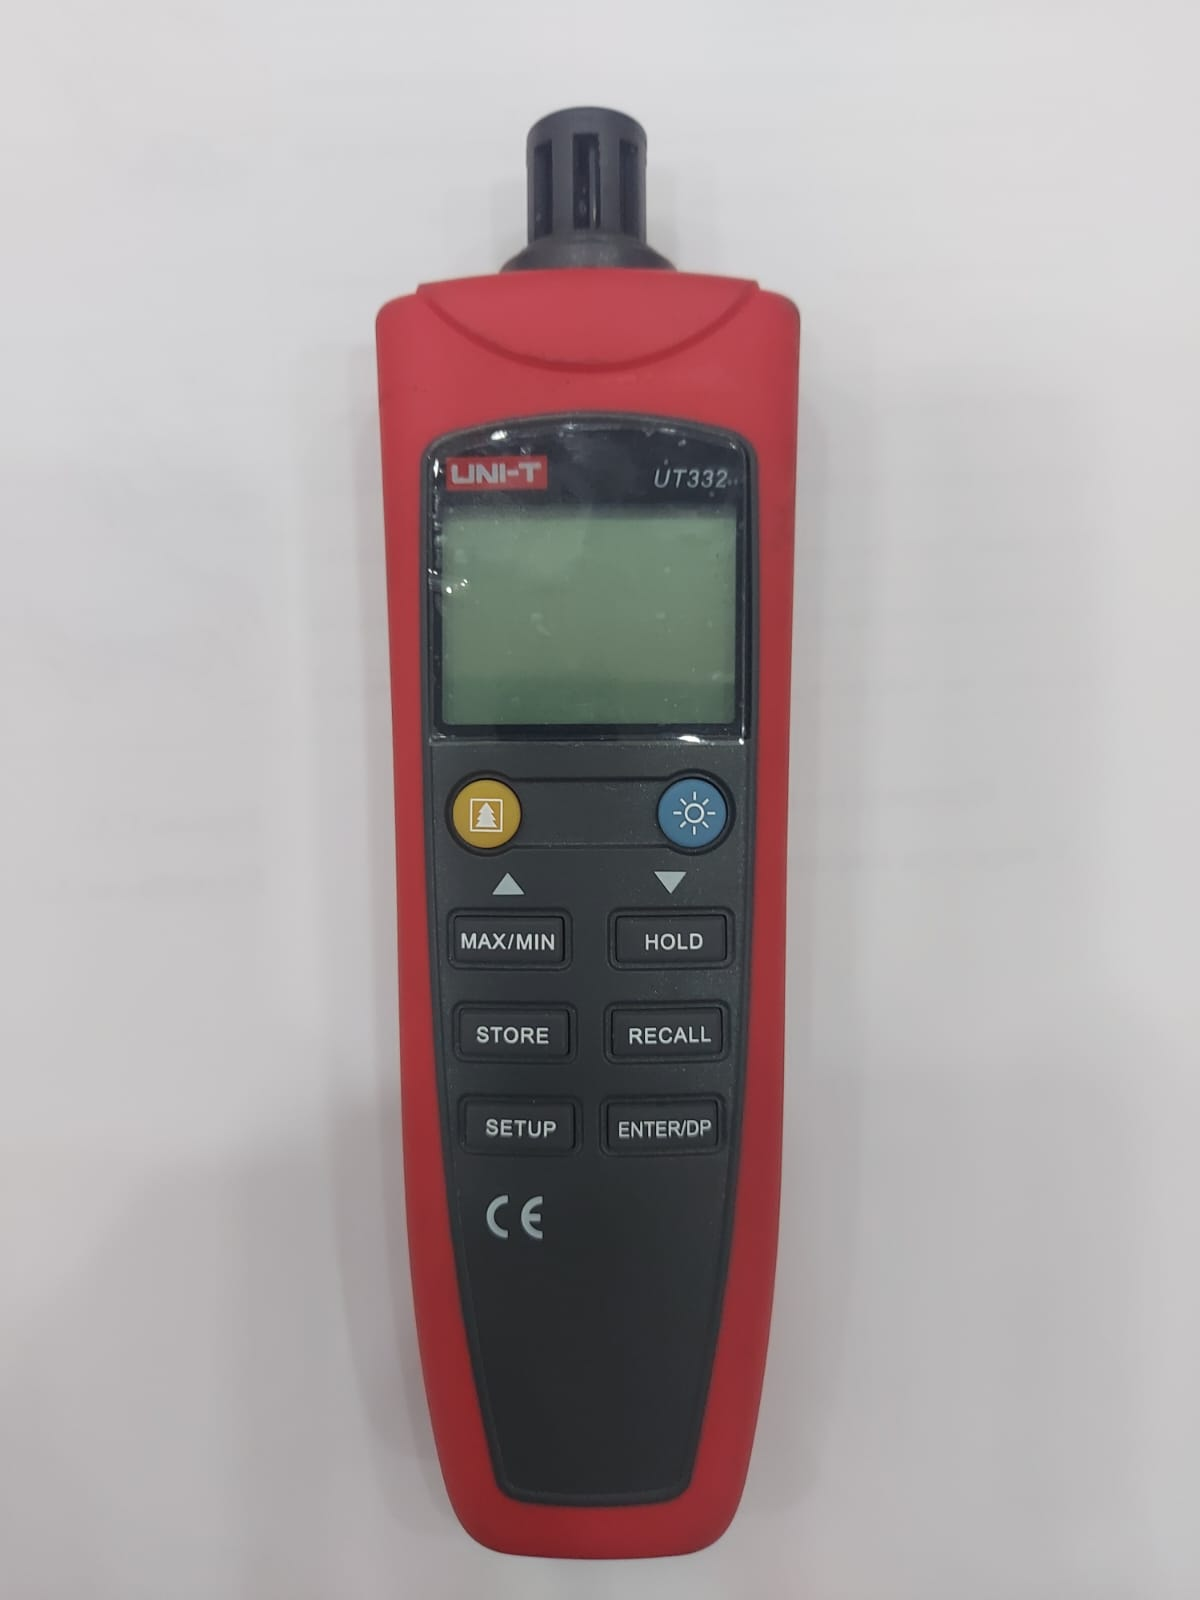 UNI-T UT332
MAX/MIN HOLD
STORE RECALL
SETUP ENTER/DP
CE